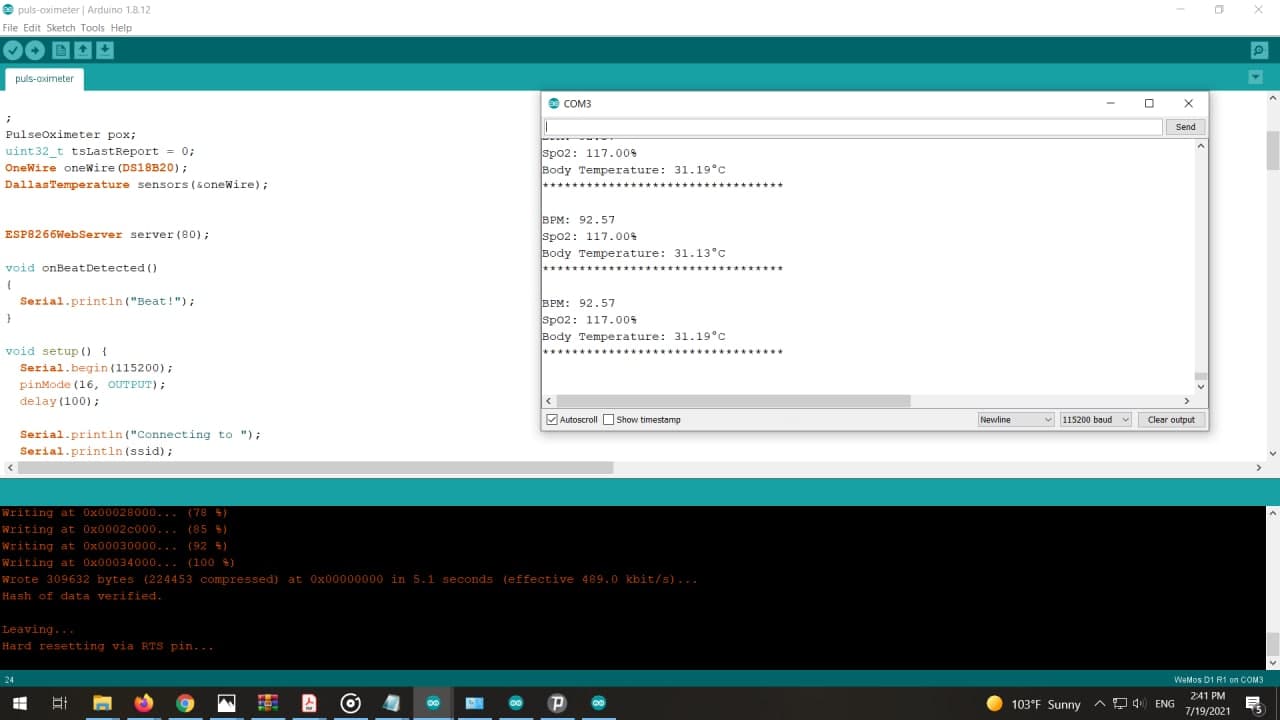 puls-oximeter | Arduino 1.8.12
File Edit Sketch Tools Help
puls-oximeter
;
PulseOximeter pox;
uint32_t tsLastReport = 0;
OneWire oneWire(DS18B20);
DallasTemperature sensors(&oneWire);
ESP8266WebServer server(80);
void onBeatDetected()
{
Serial.println("Beat!");
}
void setup() {
Serial.begin(115200);
pinMode(16, OUTPUT);
delay(100);
Serial.println("Connecting to ");
Serial.println(ssid);
COM3
Send
SpO2: 117.00%
Body Temperature: 31.19°C
*********************************
BPM: 92.57
SpO2: 117.00%
Body Temperature: 31.13°C
*********************************
BPM: 92.57
SpO2: 117.00%
Body Temperature: 31.19°C
*********************************
Autoscroll Show timestamp Newline 115200 baud Clear output
Writing at 0x00028000... (78 %)
Writing at 0x0002c000... (85 %)
Writing at 0x00030000... (92 %)
Writing at 0x00034000... (100 %)
Wrote 309632 bytes (224453 compressed) at 0x00000000 in 5.1 seconds (effective 489.0 kbit/s)...
Hash of data verified.
Leaving...
Hard resetting via RTS pin...
24 WeMos D1 R1 on COM3
103°F Sunny ENG 2:41 PM
7/19/2021 5